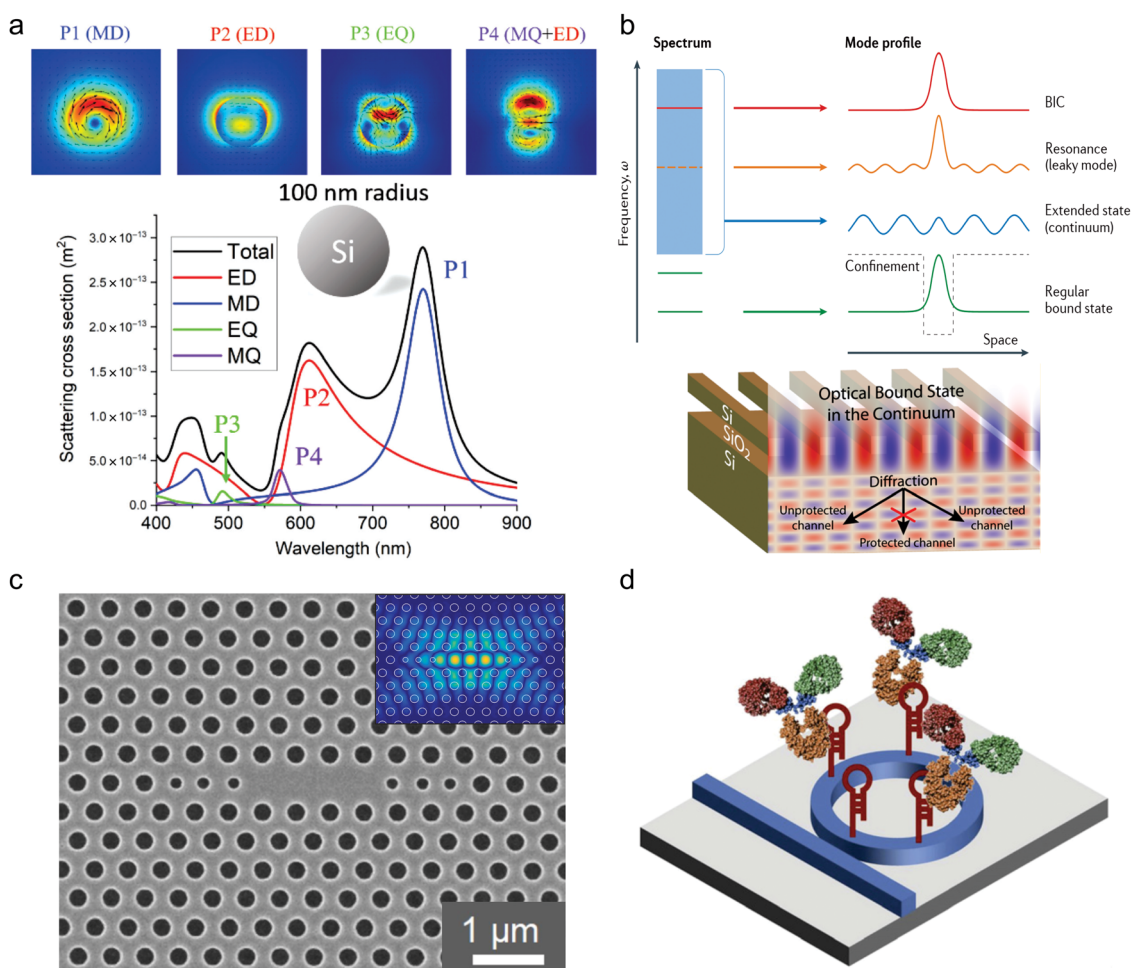 a
P1 (MD)
P2 (ED)
P3 (EQ)
P4 (MQ+ED)
100 nm radius
Si
Scattering cross section (m²)
3.0×10⁻¹³
2.5×10⁻¹³
2.0×10⁻¹³
1.5×10⁻¹³
1.0×10⁻¹³
5.0×10⁻¹⁴
0.0
Total
ED
MD
EQ
MQ
P1
P2
P3
P4
400
500
600
700
800
900
Wavelength (nm)
b
Spectrum
Mode profile
Frequency, ω
BIC
Resonance
(leaky mode)
Extended state
(continuum)
Confinement
Regular
bound state
Space
Optical Bound State
in the Continuum
Si
SiO₂
Si
Diffraction
Unprotected
channel
Unprotected
channel
Protected channel
c
1 μm
d